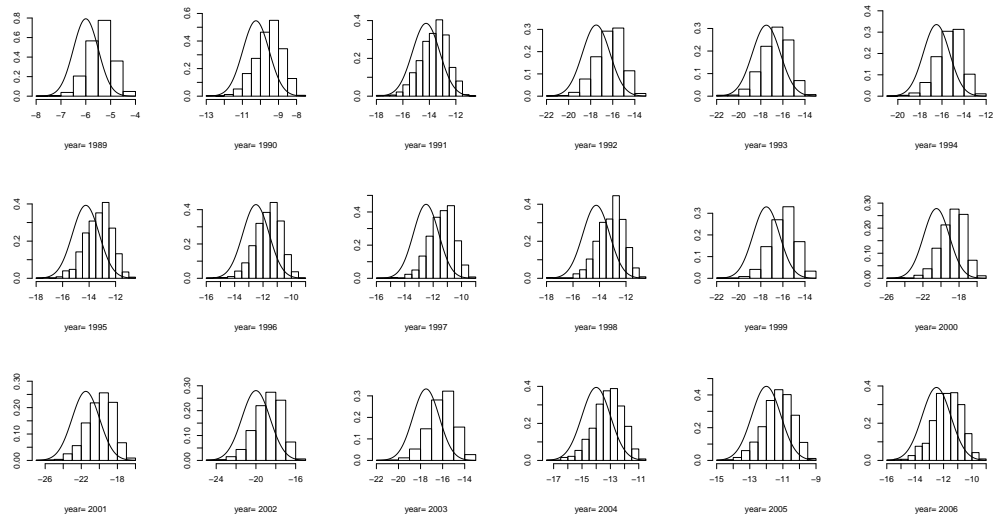 0.0 0.2 0.4 0.6 0.8
−8 −7 −6 −5 −4
year= 1989
0.0 0.2 0.4 0.6
−13 −11 −9 −8
year= 1990
0.0 0.2 0.4
−18 −16 −14 −12
year= 1991
0.0 0.1 0.2 0.3
−22 −20 −18 −16 −14
year= 1992
0.0 0.1 0.2 0.3
−22 −20 −18 −16 −14
year= 1993
0.0 0.1 0.2 0.3 0.4
−20 −18 −16 −14 −12
year= 1994
0.0 0.2 0.4
−18 −16 −14 −12
year= 1995
0.0 0.2 0.4
−16 −14 −12 −10 −9
year= 1996
0.0 0.2 0.4
−16 −14 −12 −10 −9
year= 1997
0.0 0.2 0.4
−18 −16 −14 −12
year= 1998
0.0 0.1 0.2 0.3
−22 −20 −18 −16 −14
year= 1999
0.00 0.10 0.20 0.30
−26 −22 −18
year= 2000
0.00 0.10 0.20 0.30
−26 −22 −18
year= 2001
0.00 0.10 0.20 0.30
−24 −22 −20 −18 −16
year= 2002
0.0 0.1 0.2 0.3
−22 −20 −18 −16 −14
year= 2003
0.0 0.2 0.4
−17 −15 −13 −11
year= 2004
0.0 0.2 0.4
−15 −13 −11 −9
year= 2005
0.0 0.2 0.4
−16 −14 −12 −10 −9
year= 2006